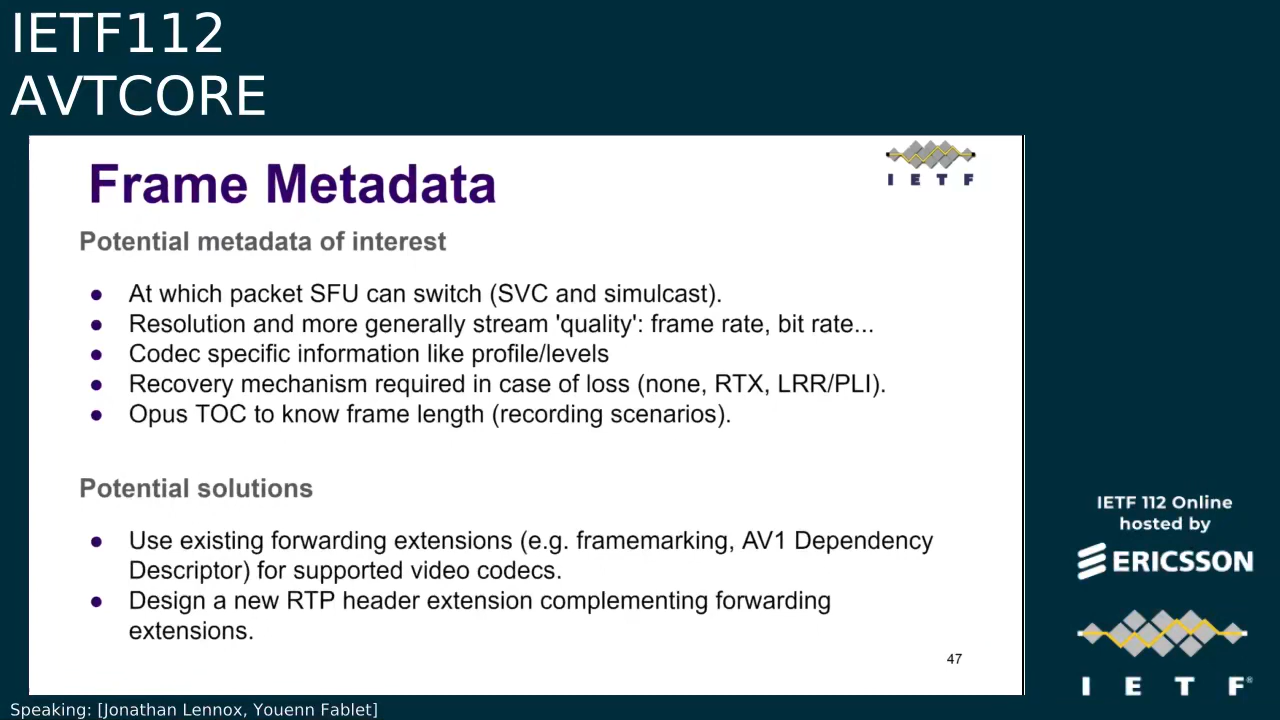 IETF112
AVTCORE
Frame Metadata
I E T F
Potential metadata of interest
● At which packet SFU can switch (SVC and simulcast).
● Resolution and more generally stream 'quality': frame rate, bit rate...
● Codec specific information like profile/levels
● Recovery mechanism required in case of loss (none, RTX, LRR/PLI).
● Opus TOC to know frame length (recording scenarios).
Potential solutions
● Use existing forwarding extensions (e.g. framemarking, AV1 Dependency
Descriptor) for supported video codecs.
● Design a new RTP header extension complementing forwarding
extensions.
47
IETF 112 Online
hosted by
ERICSSON
I E T F®
Speaking: [Jonathan Lennox, Youenn Fablet]